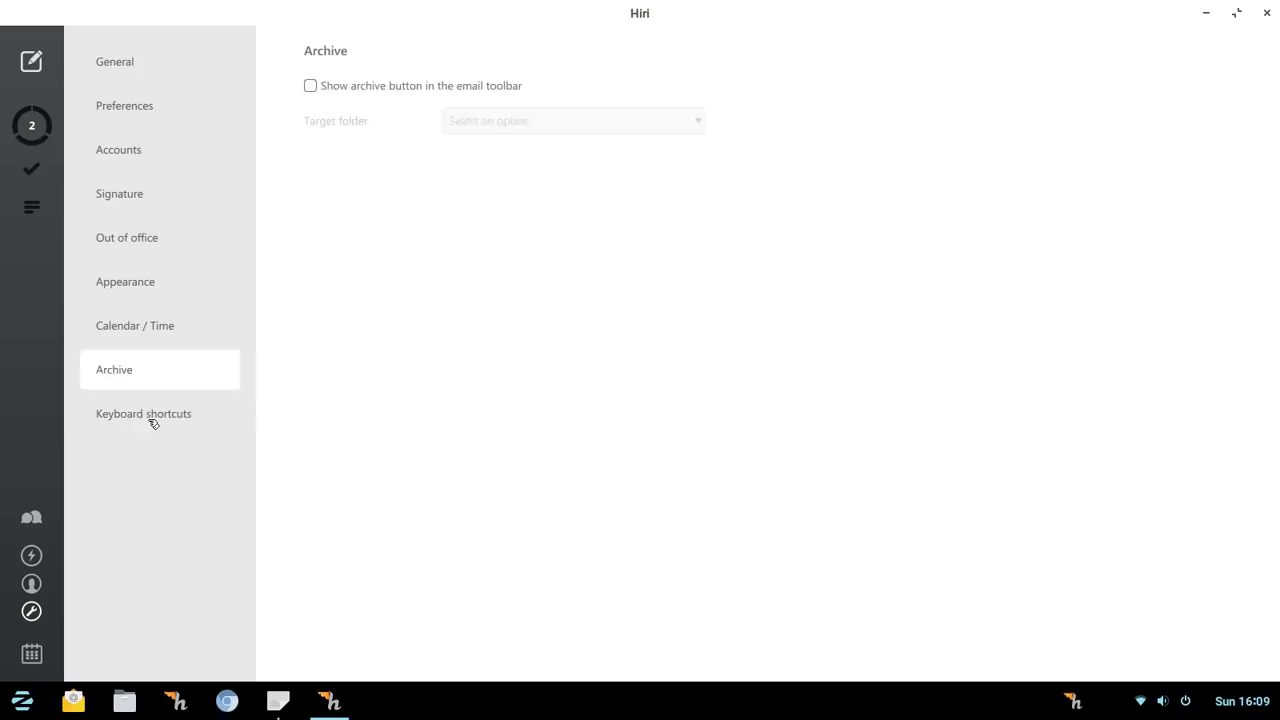 Hiri
General
Preferences
Accounts
Signature
Out of office
Appearance
Calendar / Time
Archive
Keyboard shortcuts
2
Archive
Show archive button in the email toolbar
Target folder
Select an option
Sun 16:09